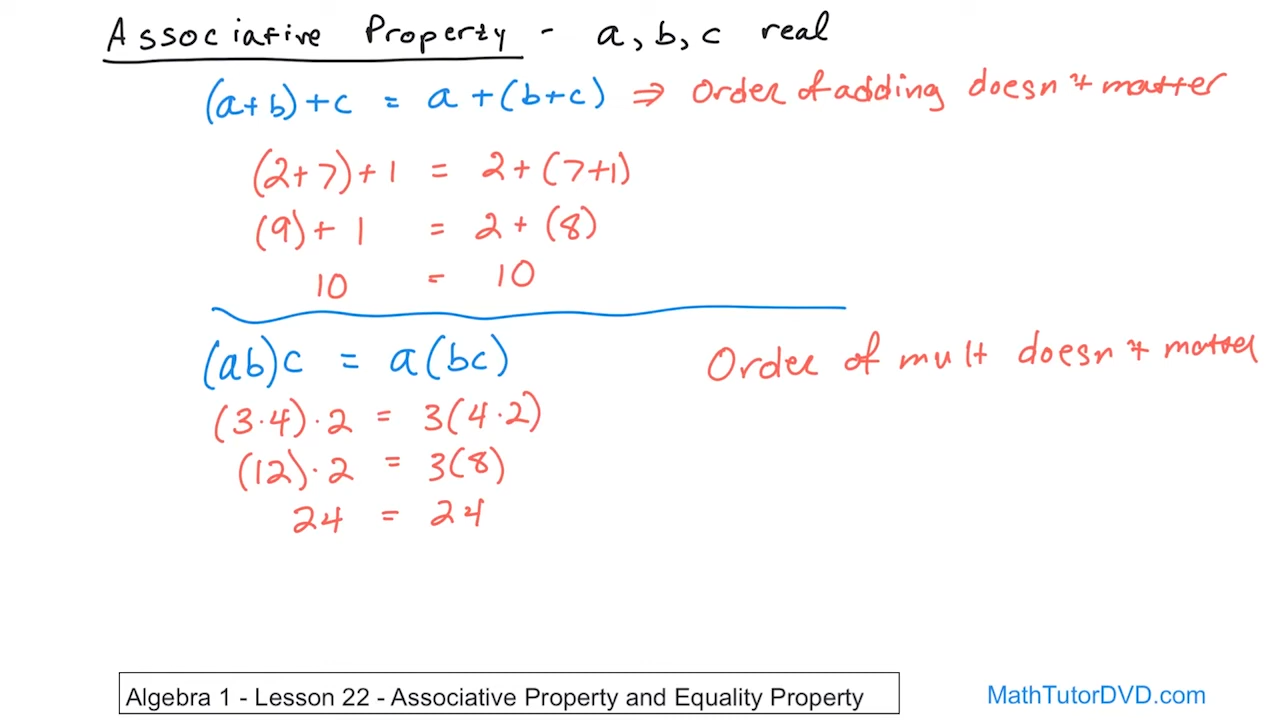 Associative Property - a, b, c real
(a+b)+c = a+(b+c) ⇒ Order of adding doesn't matter
(2+7)+1 = 2+(7+1)
(9)+1 = 2+(8)
10 = 10
(ab)c = a(bc) Order of mult doesn't matter
(3·4)·2 = 3(4·2)
(12)·2 = 3(8)
24 = 24
Algebra 1 - Lesson 22 - Associative Property and Equality Property
MathTutorDVD.com